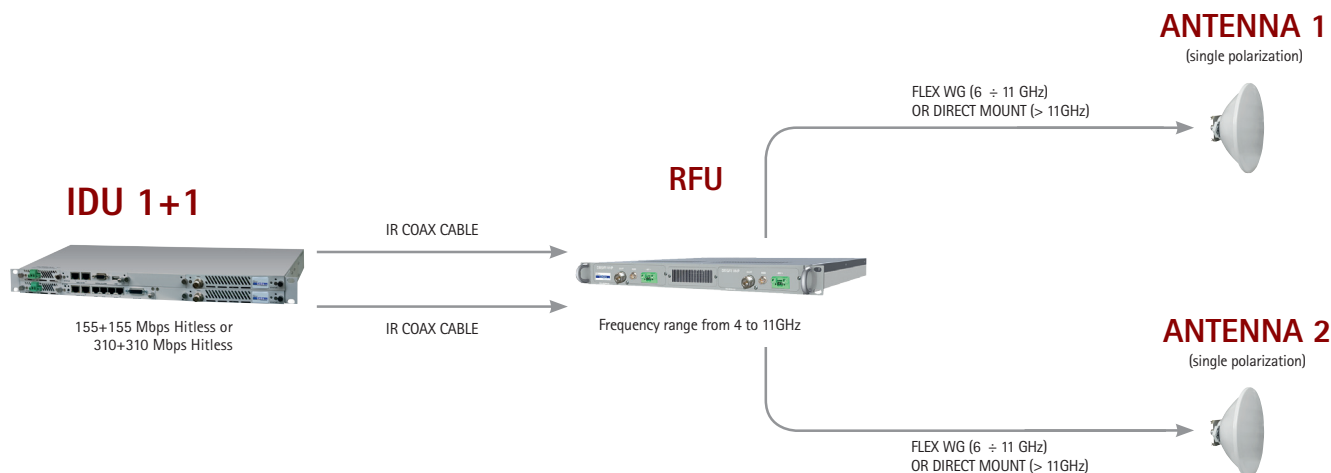 ANTENNA 1
(single polarization)
FLEX WG (6 ÷ 11 GHz)
OR DIRECT MOUNT (> 11GHz)
RFU
IDU 1+1
IR COAX CABLE
155+155 Mbps Hitless or
310+310 Mbps Hitless
IR COAX CABLE
Frequency range from 4 to 11GHz
ANTENNA 2
(single polarization)
FLEX WG (6 ÷ 11 GHz)
OR DIRECT MOUNT (> 11GHz)